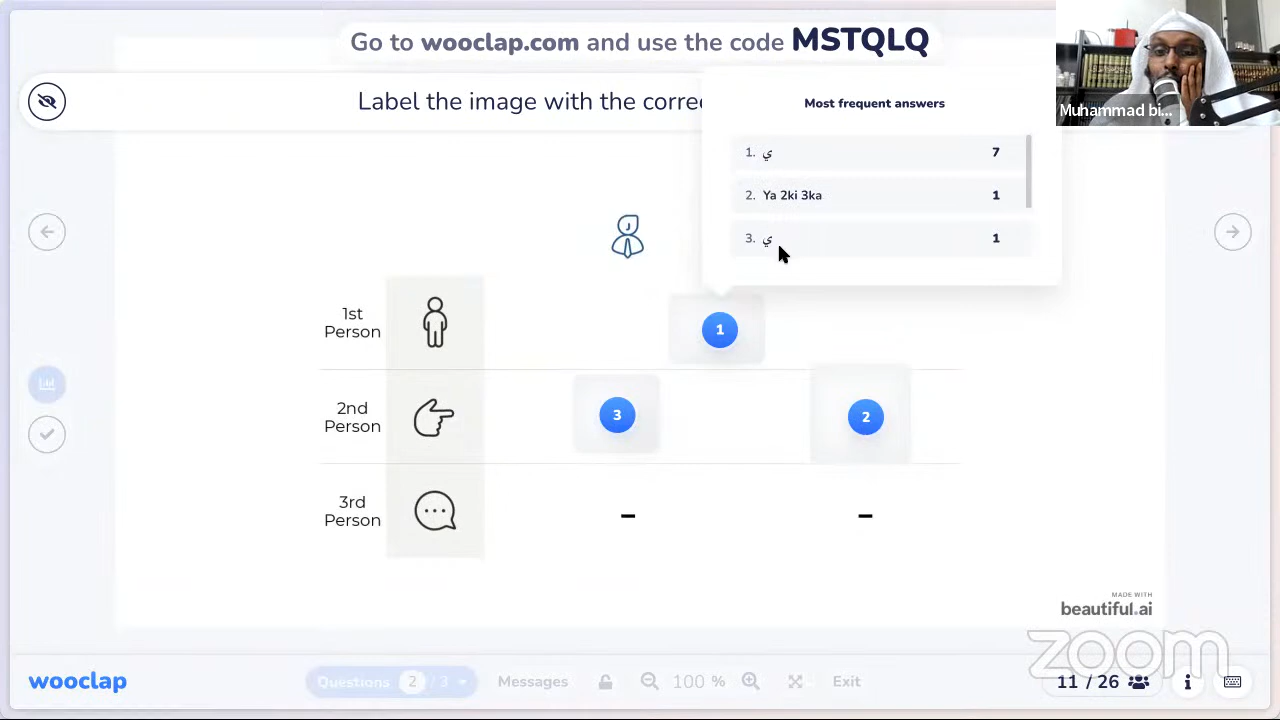 Go to wooclap.com and use the code MSTQLQ
Label the image with the correc
Most frequent answers
1. ي 7
2. Ya 2ki 3ka 1
3. ي 1
Muhammad bi...
1st
Person
1
2nd
Person
3
2
3rd
Person
–
–
MADE WITH
beautiful.ai
zoom
wooclap
Questions 2 / 3
Messages
100 %
Exit
11 / 26